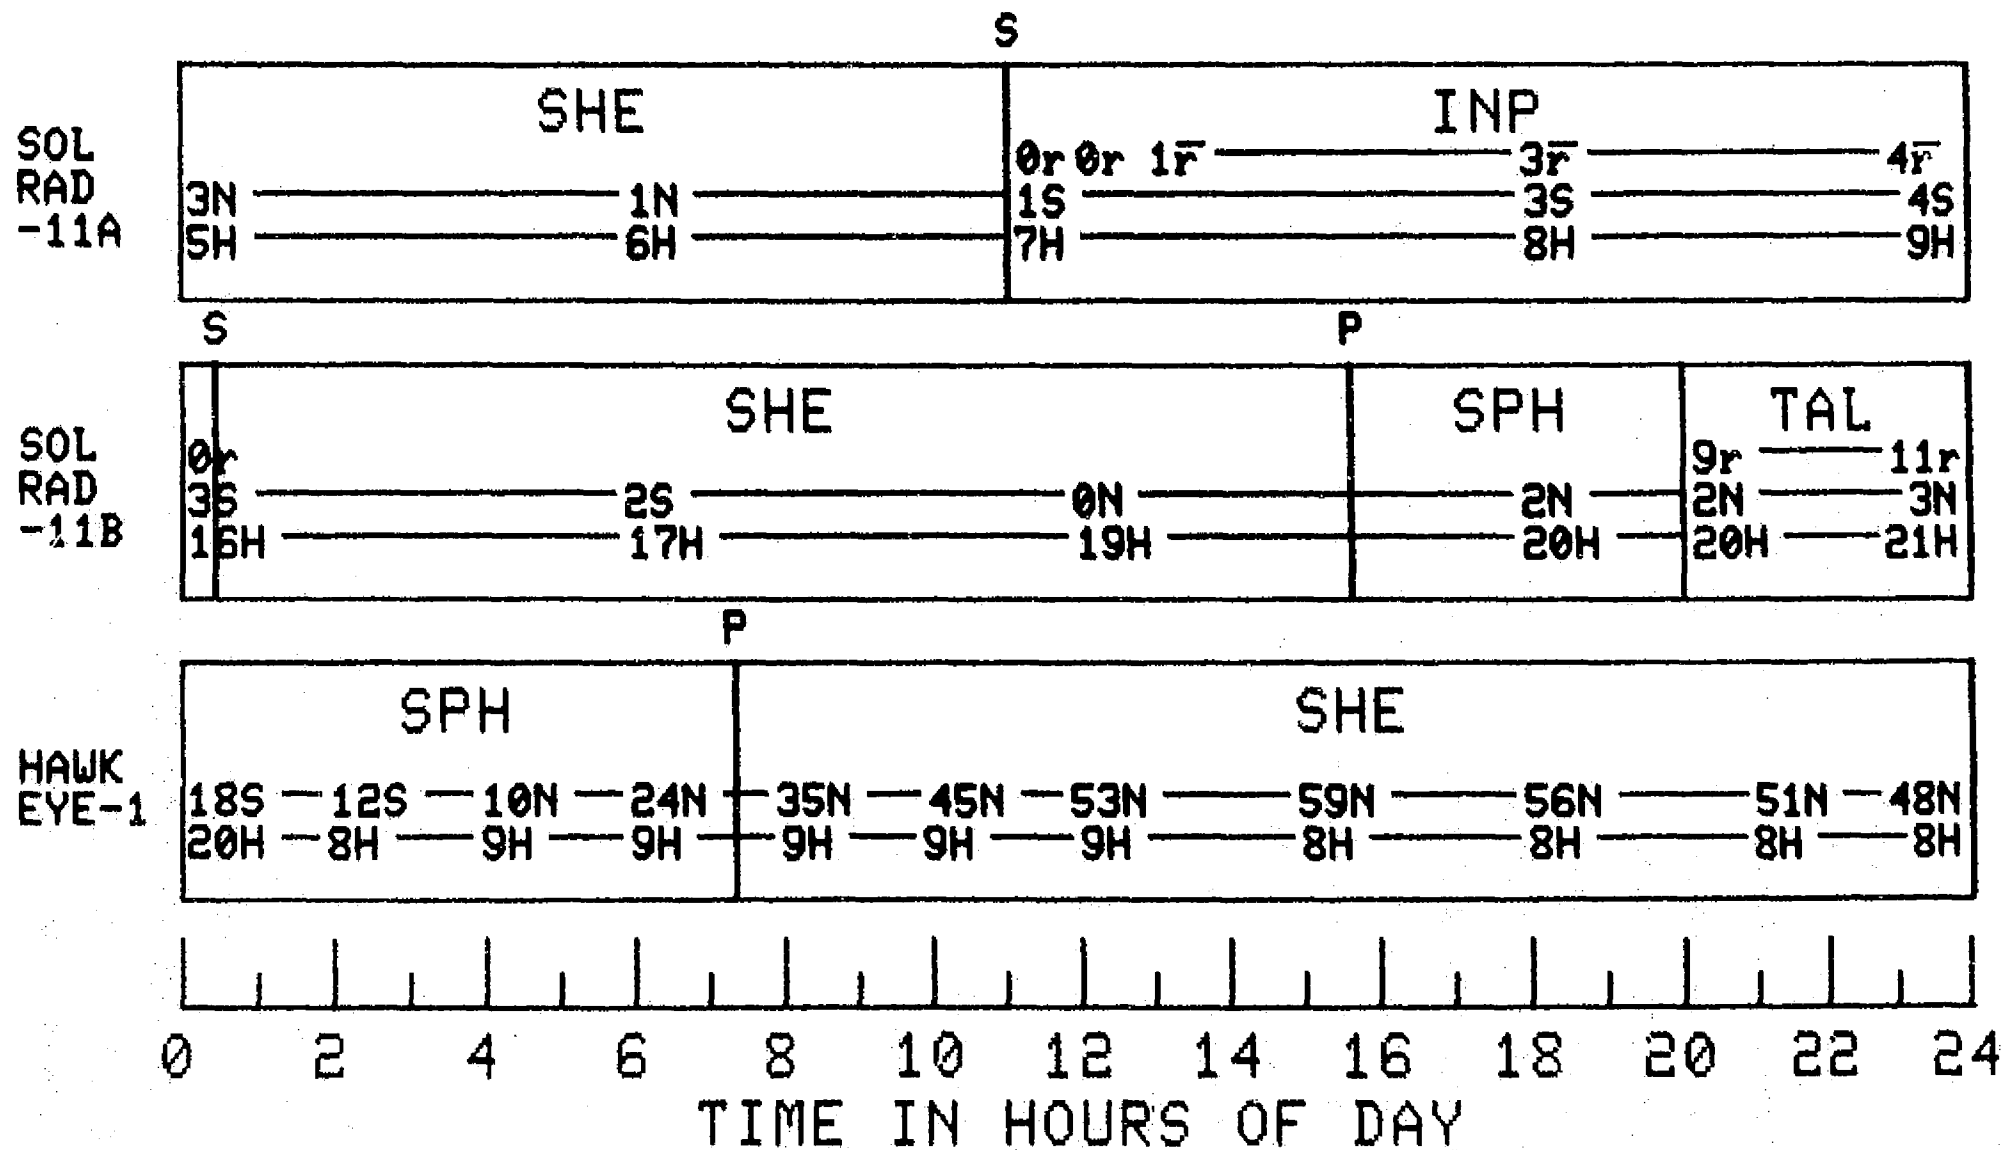 S
SHE INP
SOL
RAD
-11A
0r 0r 1r̅ 3r̅ 4r̅
3N 1N 1S 3S 4S
5H 6H 7H 8H 9H
S P
SHE SPH TAL
SOL
RAD
-11B
0r 9r 11r
3S 2S 0N 2N 2N 3N
16H 17H 19H 20H 20H 21H
P
SPH SHE
HAWK
EYE-1
18S 12S 10N 24N 35N 45N 53N 59N 56N 51N 48N
20H 8H 9H 9H 9H 9H 9H 8H 8H 8H 8H
0 2 4 6 8 10 12 14 16 18 20 22 24
TIME IN HOURS OF DAY